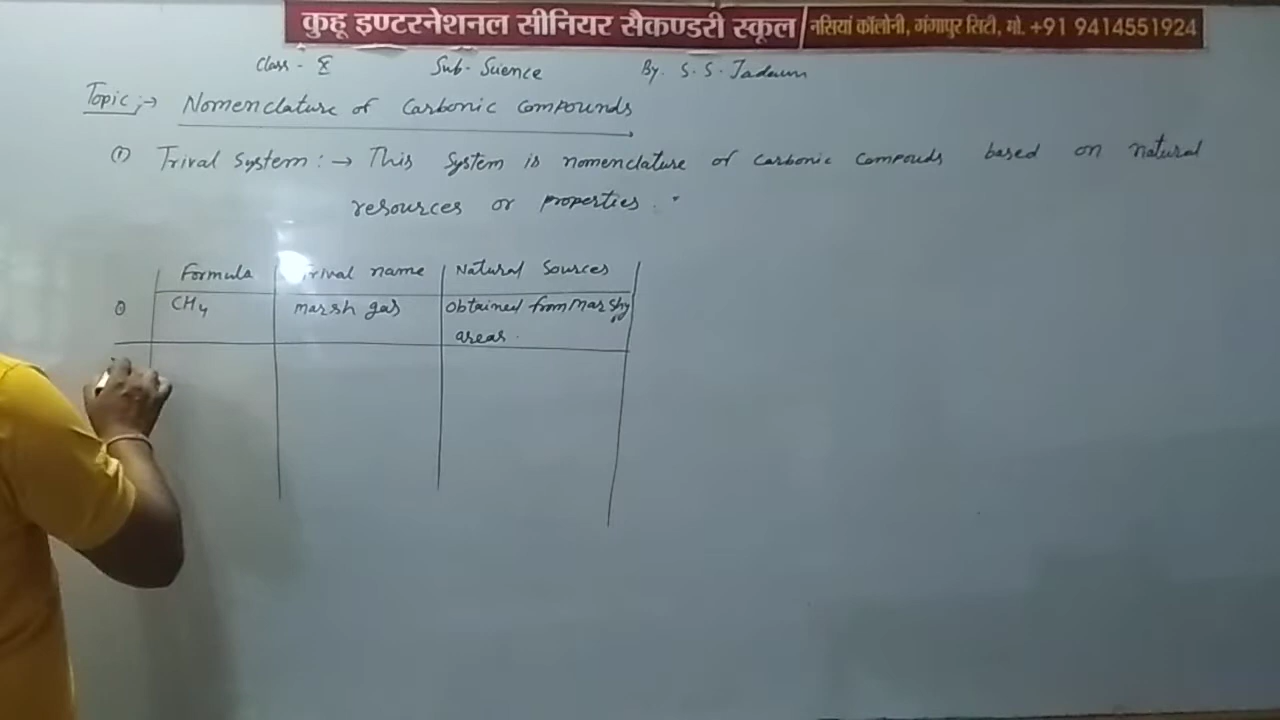 कुहू इण्टरनेशनल सीनियर सैकण्डरी स्कूल नसियां कॉलोनी, गंगापुर सिटी, मो. +91 9414551924
Class - X Sub - Science By. S. S. Jadaun
Topic :→ Nomenclature of Carbonic Compounds
① Trival System : → This System is nomenclature of carbonic Compouds based on natural
resources or properties.
Formula Trival name Natural Sources
① CH4 marsh gas Obtained from Marshy
areas.